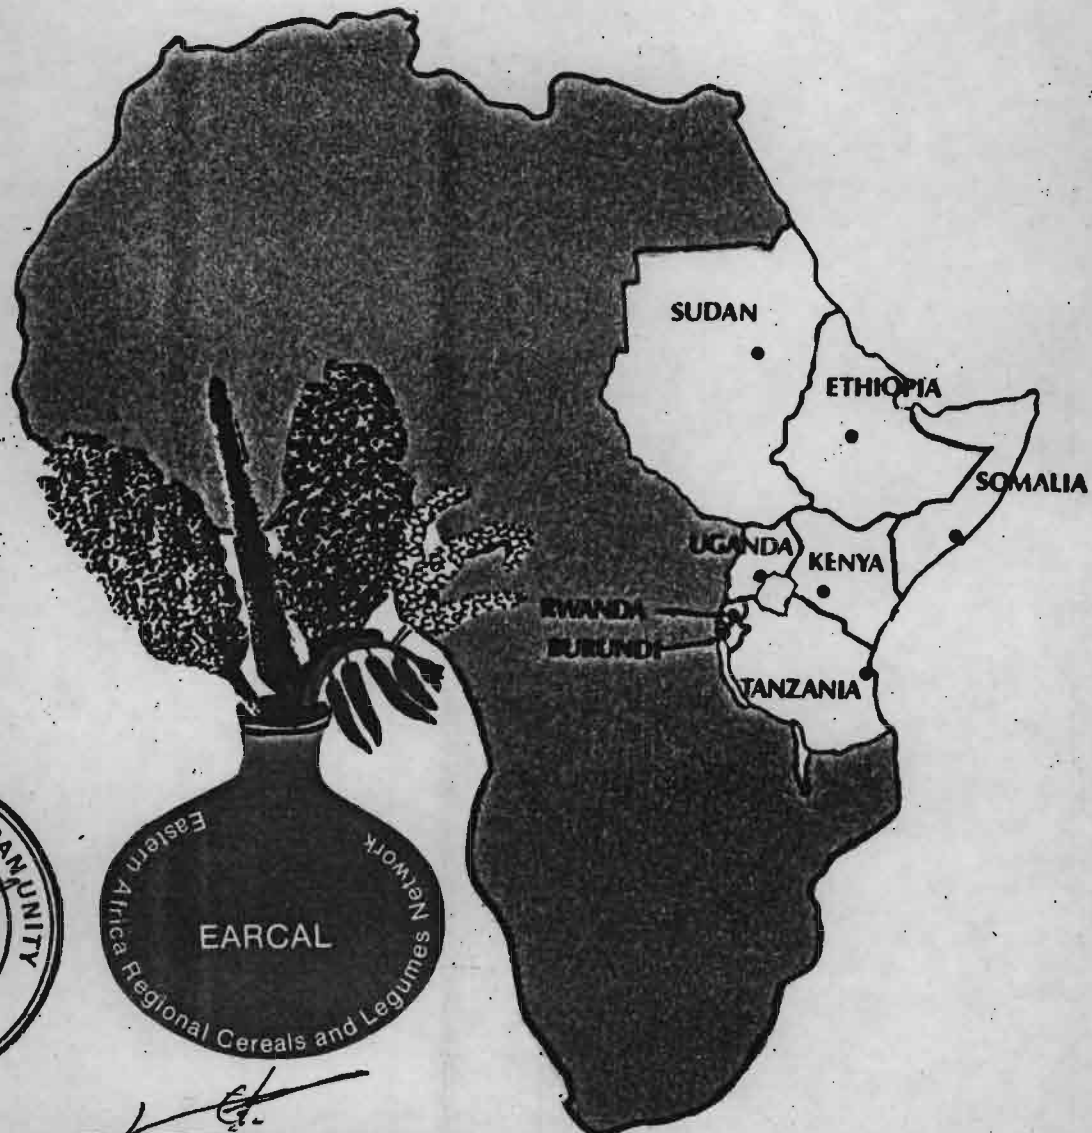 SUDAN
ETHIOPIA
SOMALIA
UGANDA
KENYA
RWANDA
BURUNDI
TANZANIA
Eastern Africa Regional Cereals and Legumes Network
EARCAL
UNITY